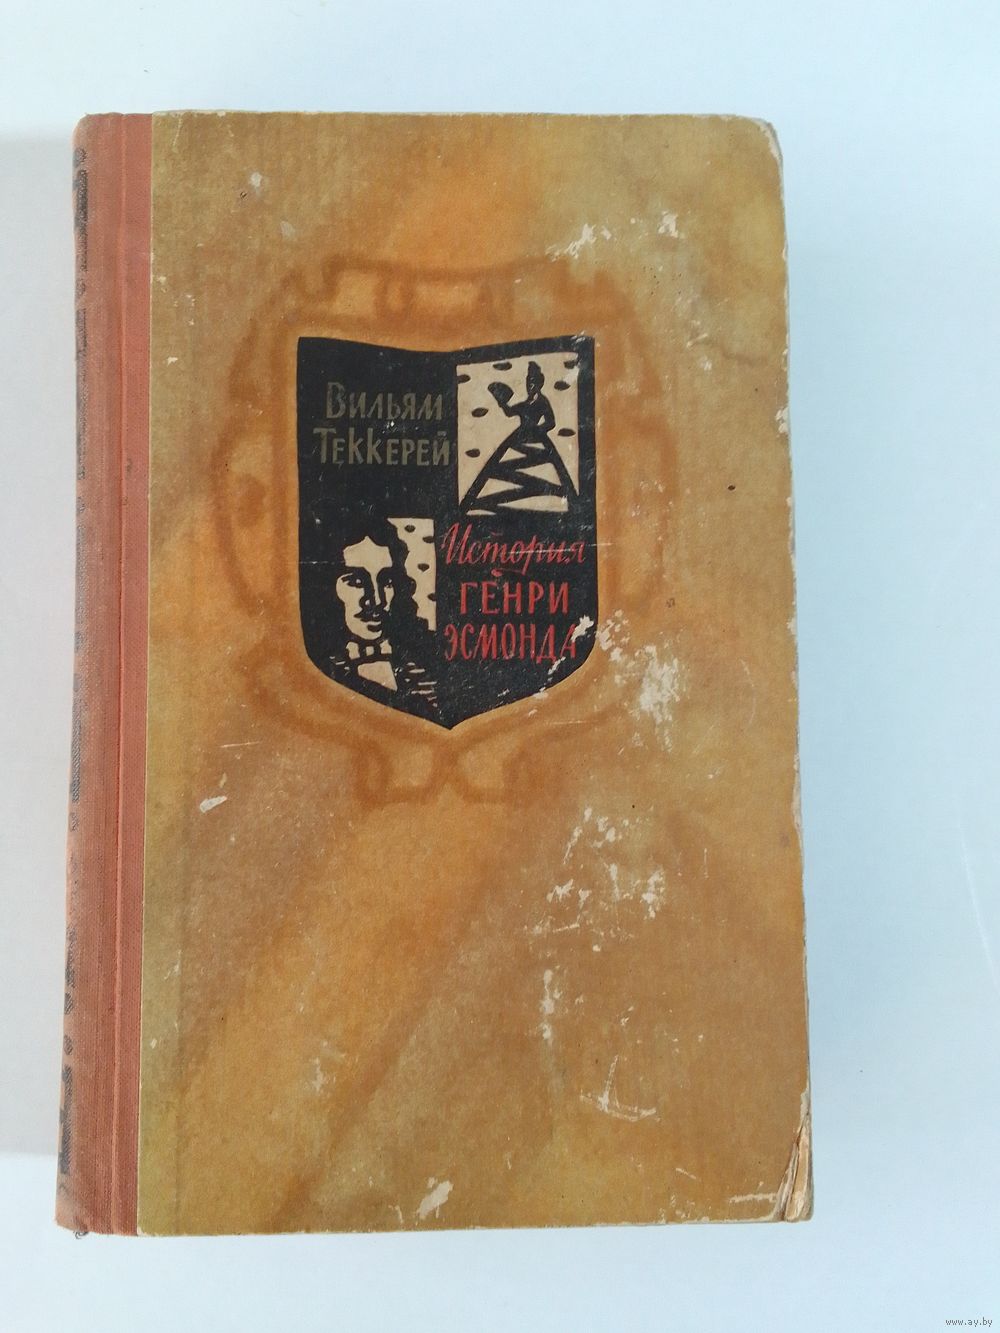 Вильям
Теккерей
История
Генри
Эсмонда
www.ay.by